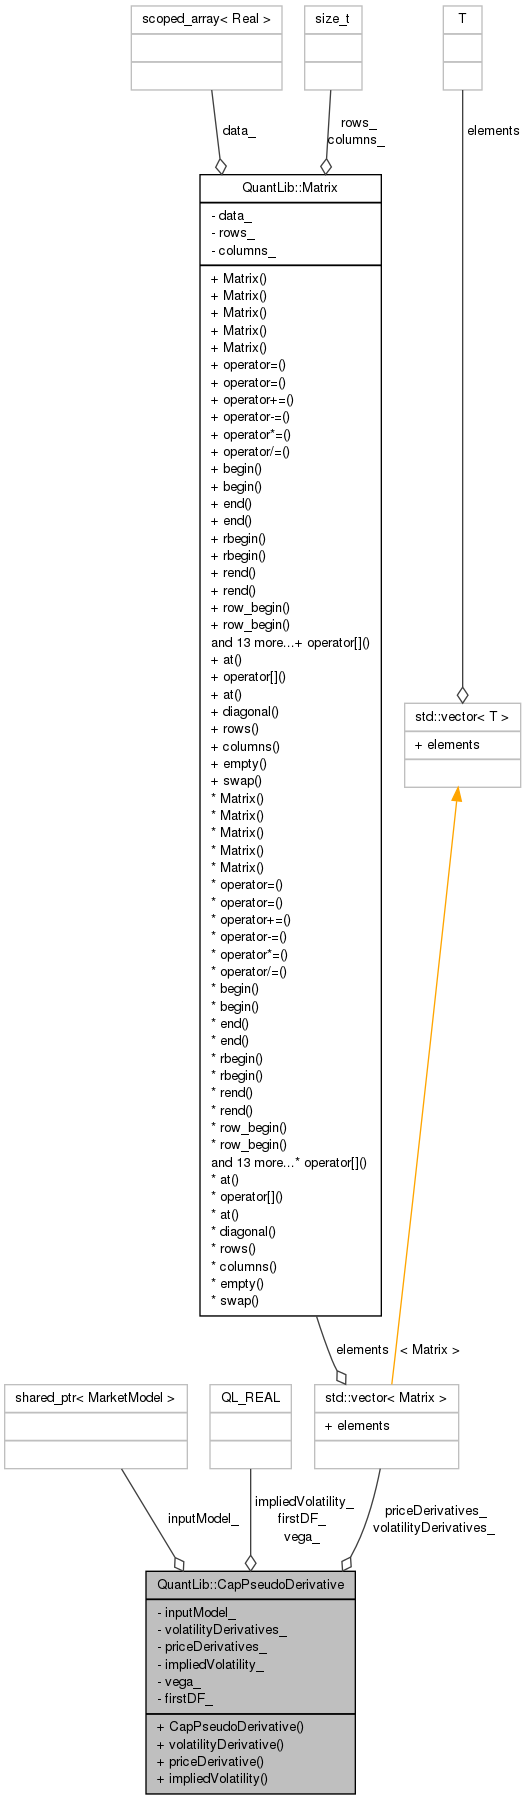 scoped_array< Real >
size_t
T
data_
rows_
columns_
elements
QuantLib::Matrix
- data_
- rows_
- columns_
+ Matrix()
+ Matrix()
+ Matrix()
+ Matrix()
+ Matrix()
+ operator=()
+ operator=()
+ operator+=()
+ operator-=()
+ operator*=()
+ operator/=()
+ begin()
+ begin()
+ end()
+ end()
+ rbegin()
+ rbegin()
+ rend()
+ rend()
+ row_begin()
+ row_begin()
and 13 more...+ operator[]()
+ at()
+ operator[]()
+ at()
+ diagonal()
+ rows()
+ columns()
+ empty()
+ swap()
* Matrix()
* Matrix()
* Matrix()
* Matrix()
* Matrix()
* operator=()
* operator=()
* operator+=()
* operator-=()
* operator*=()
* operator/=()
* begin()
* begin()
* end()
* end()
* rbegin()
* rbegin()
* rend()
* rend()
* row_begin()
* row_begin()
and 13 more...* operator[]()
* at()
* operator[]()
* at()
* diagonal()
* rows()
* columns()
* empty()
* swap()
std::vector< T >
+ elements
elements
< Matrix >
shared_ptr< MarketModel >
QL_REAL
std::vector< Matrix >
+ elements
inputModel_
impliedVolatility_
firstDF_
vega_
priceDerivatives_
volatilityDerivatives_
QuantLib::CapPseudoDerivative
- inputModel_
- volatilityDerivatives_
- priceDerivatives_
- impliedVolatility_
- vega_
- firstDF_
+ CapPseudoDerivative()
+ volatilityDerivative()
+ priceDerivative()
+ impliedVolatility()